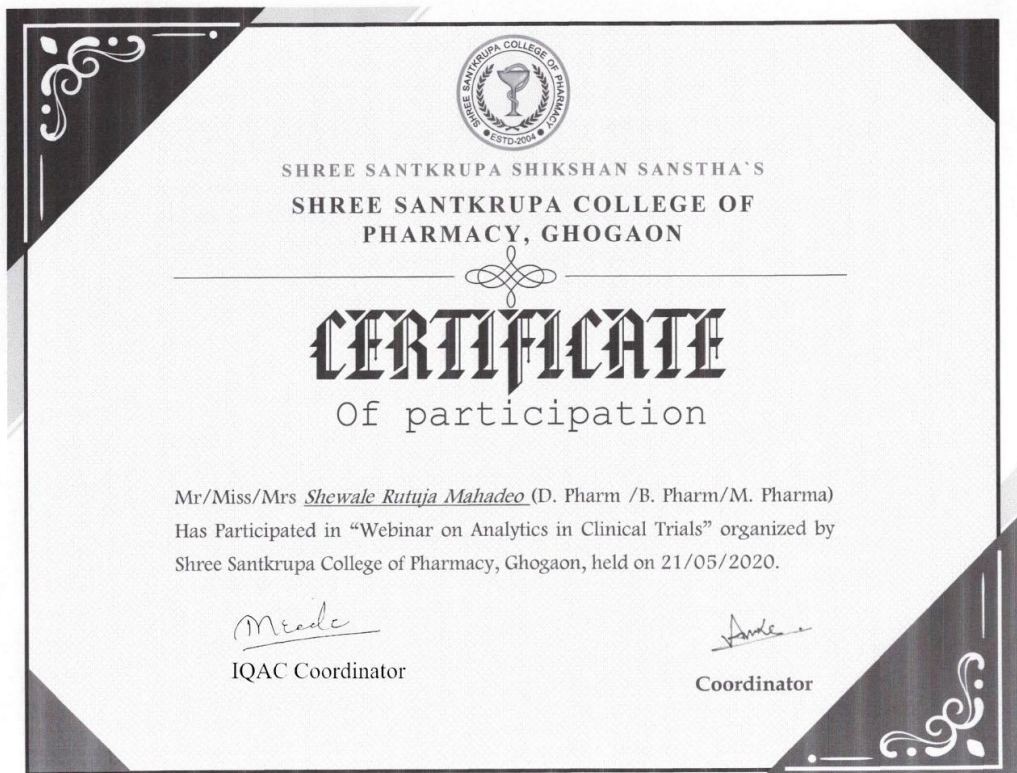 SHREE SANTKRUPA COLLEGE OF PHARMACY
ESTD-2004
SHREE SANTKRUPA SHIKSHAN SANSTHA`S
SHREE SANTKRUPA COLLEGE OF
PHARMACY, GHOGAON
CERTIFICATE
Of participation
Mr/Miss/Mrs Shewale Rutuja Mahadeo (D. Pharm /B. Pharm/M. Pharma)
Has Participated in “Webinar on Analytics in Clinical Trials” organized by
Shree Santkrupa College of Pharmacy, Ghogaon, held on 21/05/2020.
IQAC Coordinator
Coordinator